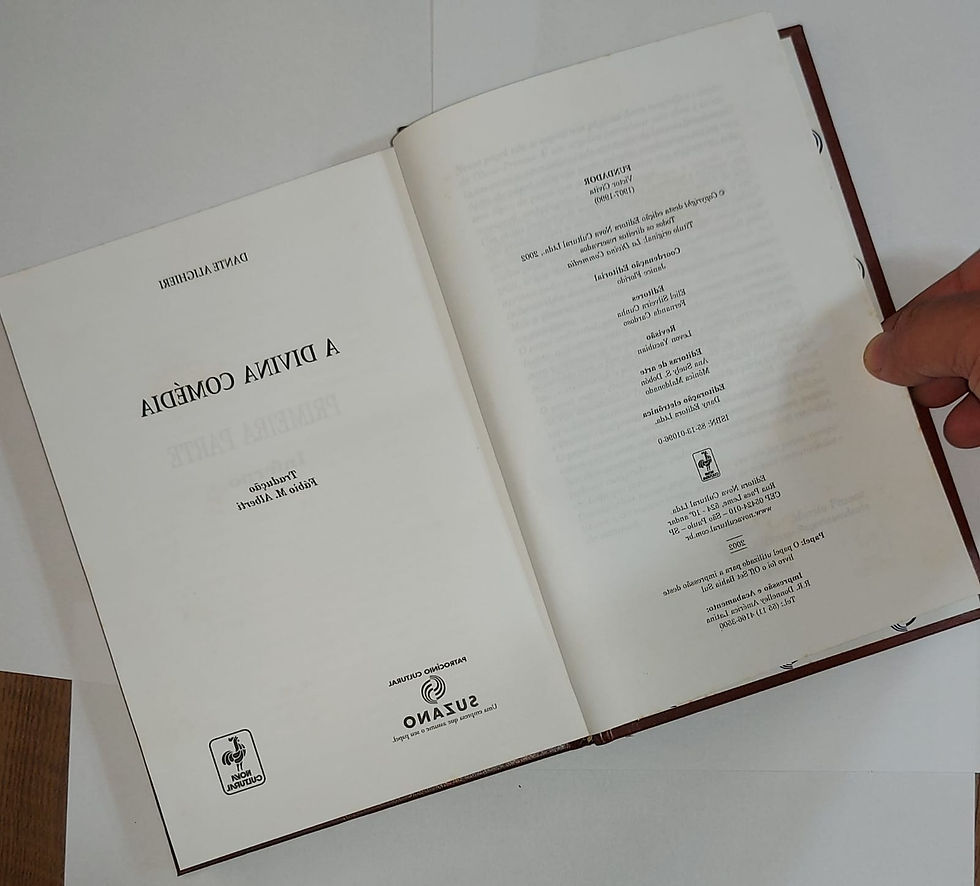 FUNDADOR
Victor Civita
(1907-1990)
© Copyright desta edição Editora Nova Cultural Ltda., 2002
Todos os direitos reservados
Título original: La Divina Commedia
Coordenação Editorial
Janice Florido
Editores
Eliel Silveira Cunha
Fernanda Cardoso
Revisão
Levon Yacubian
Editoras de arte
Ana Suely S. Dobón
Mônica Maldonado
Editoração eletrônica
Dany Editora Ltda.
ISBN: 85-13-01096-0
Editora Nova Cultural Ltda.
Rua Paes Leme, 524 - 10º andar
CEP 05424-010 – São Paulo – SP
www.novacultural.com.br
2002
Papel: O papel utilizado para a impressão deste
livro foi o Off Set Bahia Sul
Impressão e Acabamento:
R.R. Donnelley América Latina
Tel.: (55 11) 4166-3500
DANTE ALIGHIERI
A DIVINA COMÉDIA
PRIMEIRA PARTE
Tradução
Fábio M. Alberti
PATROCÍNIO CULTURAL
SUZANO
Uma empresa que assume o seu papel.
NOVA
CULTURAL